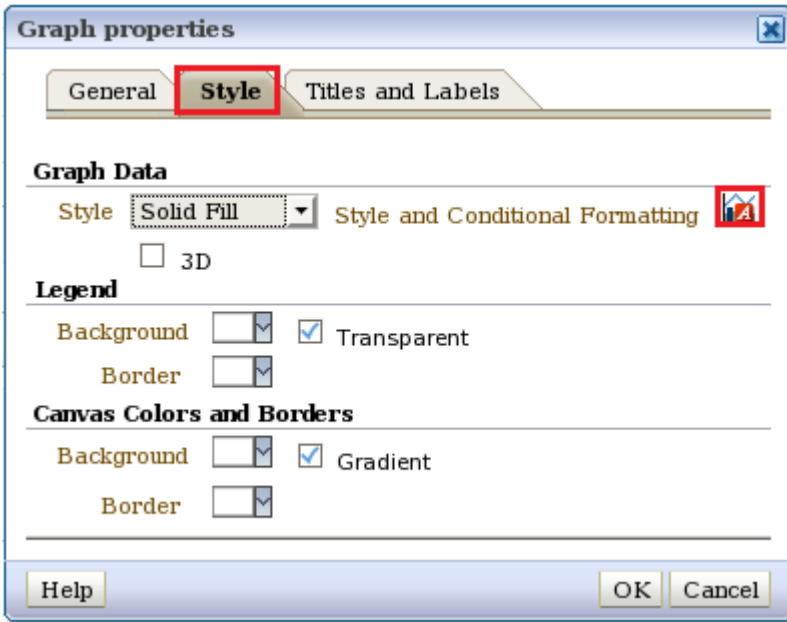 Graph properties
General Style Titles and Labels
Graph Data
Style Solid Fill Style and Conditional Formatting A
3D
Legend
Background Transparent
Border
Canvas Colors and Borders
Background Gradient
Border
Help OK Cancel